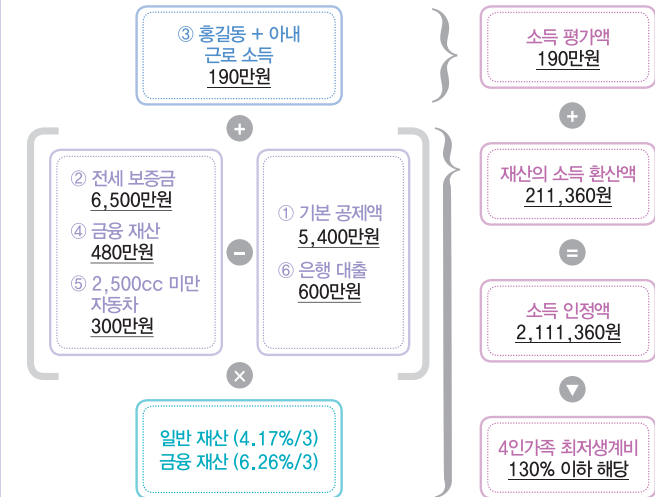 ③ 홍길동 + 아내
근로 소득
190만원
소득 평가액
190만원
+
+
② 전세 보증금
6,500만원
④ 금융 재산
480만원
⑤ 2,500cc 미만
자동차
300만원
−
① 기본 공제액
5,400만원
⑥ 은행 대출
600만원
재산의 소득 환산액
211,360원
=
소득 인정액
2,111,360원
×
일반 재산 (4.17%/3)
금융 재산 (6.26%/3)
▼
4인가족 최저생계비
130% 이하 해당